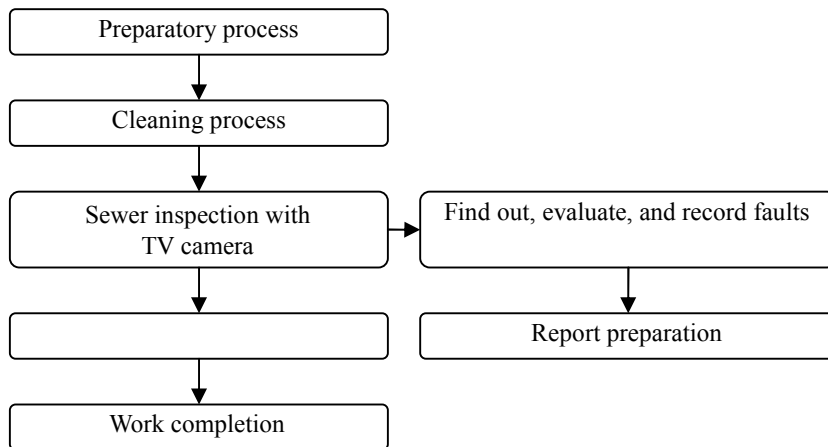 Preparatory process
Cleaning process
Sewer inspection with
TV camera
Find out, evaluate, and record faults
Report preparation
Work completion